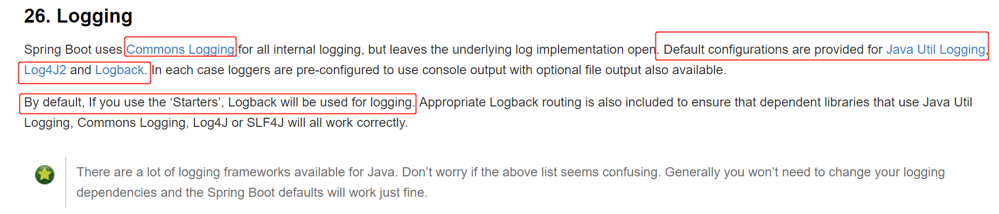 26. Logging
Spring Boot uses Commons Logging for all internal logging, but leaves the underlying log implementation open. Default configurations are provided for Java Util Logging,
Log4J2 and Logback. In each case loggers are pre-configured to use console output with optional file output also available.
By default, If you use the ‘Starters’, Logback will be used for logging. Appropriate Logback routing is also included to ensure that dependent libraries that use Java Util
Logging, Commons Logging, Log4J or SLF4J will all work correctly.
There are a lot of logging frameworks available for Java. Don’t worry if the above list seems confusing. Generally you won’t need to change your logging
dependencies and the Spring Boot defaults will work just fine.